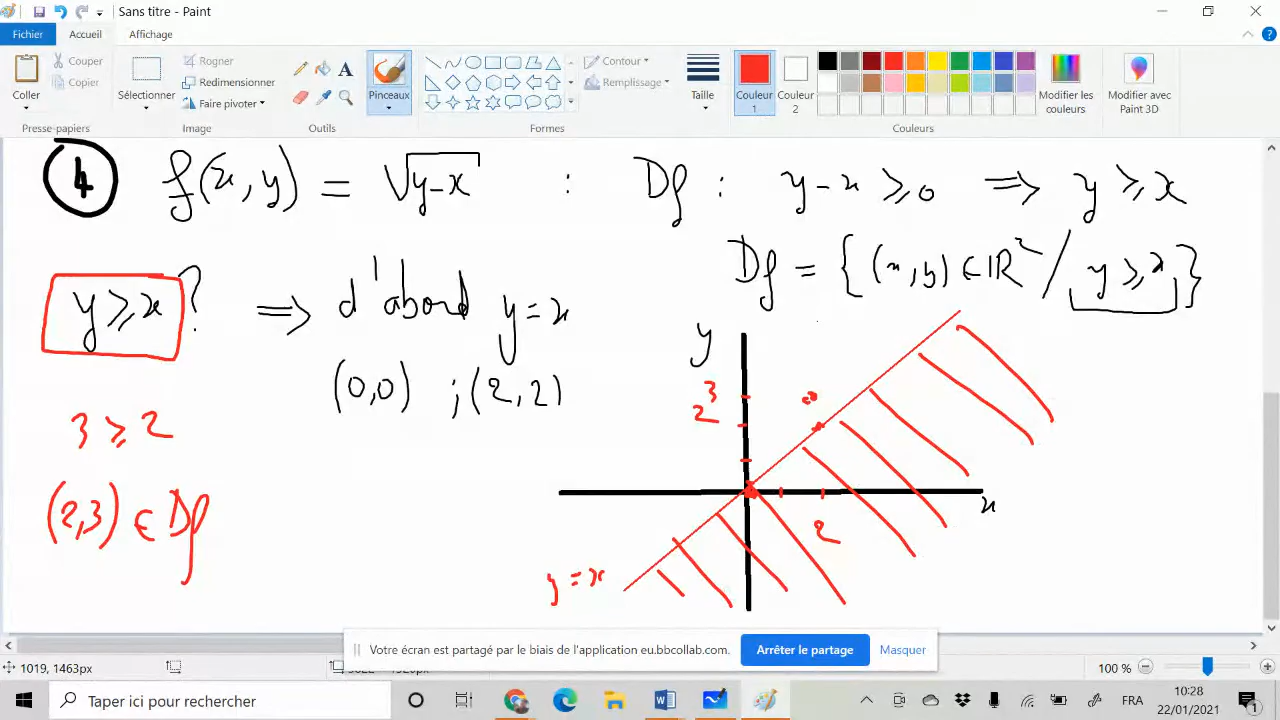 Sans titre - Paint
Fichier Accueil Affichage
Coller
Couper
Copier
Presse-papiers
Sélectionner
Rogner
Redimensionner
Faire pivoter
Image
A
Outils
Pinceaux
Contour
Remplissage
Formes
Taille
Couleur 1
Couleur 2
Modifier les couleurs
Modifier avec Paint 3D
Couleurs
4 f(x,y) = √y-x : Df : y-x ≥ 0 ⇒ y ≥ x
Df = {(x,y) ∈ IR² / y ≥ x}
y ≥ x ? ⇒ d'abord y = x
(0,0) ; (2,2)
3 ≥ 2
(2,3) ∈ Df
y
3
2
x
2
y = x
Votre écran est partagé par le biais de l'application eu.bbcollab.com. Arrêter le partage Masquer
1019, 1463px
100 %
Taper ici pour rechercher
FRA
10:28
22/01/2021